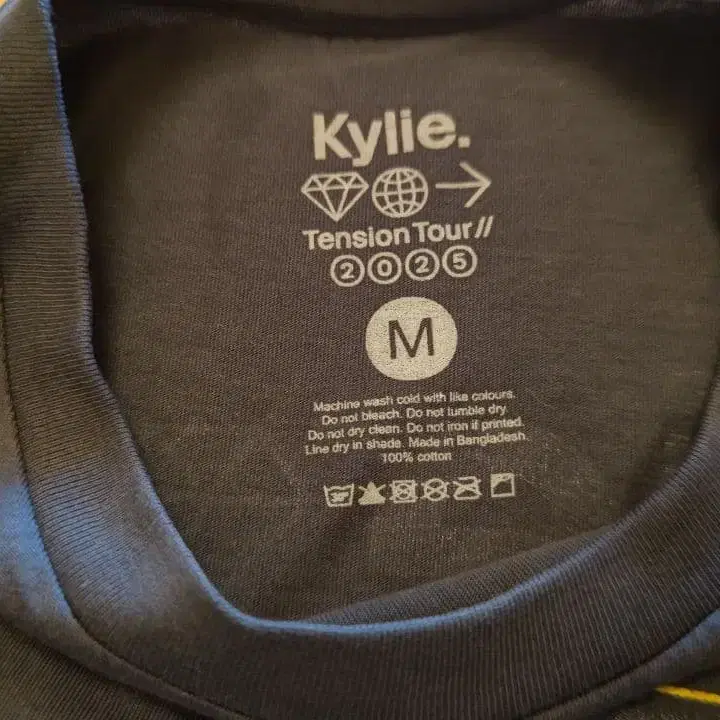 Kylie.
Tension Tour//
2025
M
Machine wash cold with like colours.
Do not bleach. Do not tumble dry
Do not dry clean. Do not iron if printed.
Line dry in shade. Made in Bangladesh.
100% cotton
30°